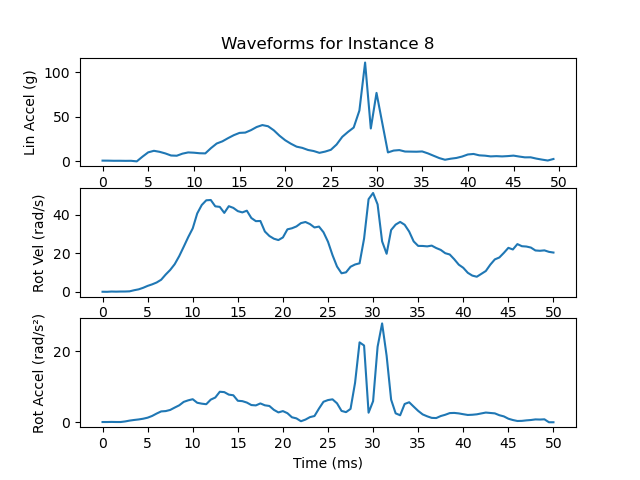 Waveforms for Instance 8
Lin Accel (g)
100
50
0
0 5 10 15 20 25 30 35 40 45 50
Rot Vel (rad/s)
40
20
0
0 5 10 15 20 25 30 35 40 45 50
Rot Accel (rad/s²)
20
0
0 5 10 15 20 25 30 35 40 45 50
Time (ms)